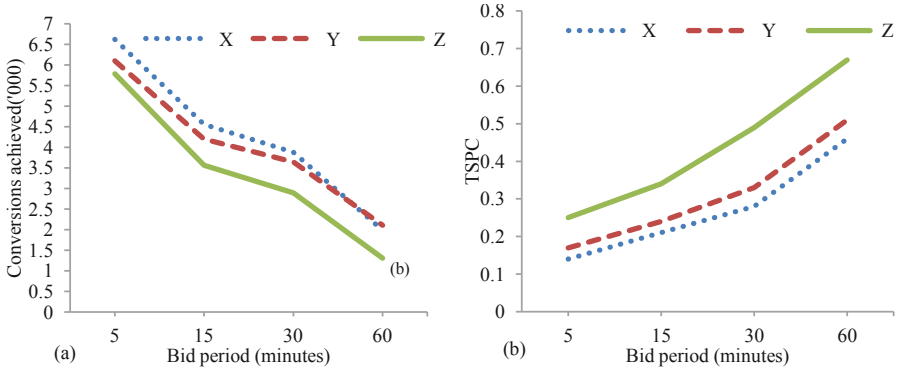 Conversions achieved('000)
7
6.5
6
5.5
5
4.5
4
3.5
3
2.5
2
1.5
1
0.5
0
X Y Z
(b)
5 15 30 60
(a) Bid period (minutes)
TSPC
0.8
0.7
0.6
0.5
0.4
0.3
0.2
0.1
0
X Y Z
5 15 30 60
(b) Bid period (minutes)